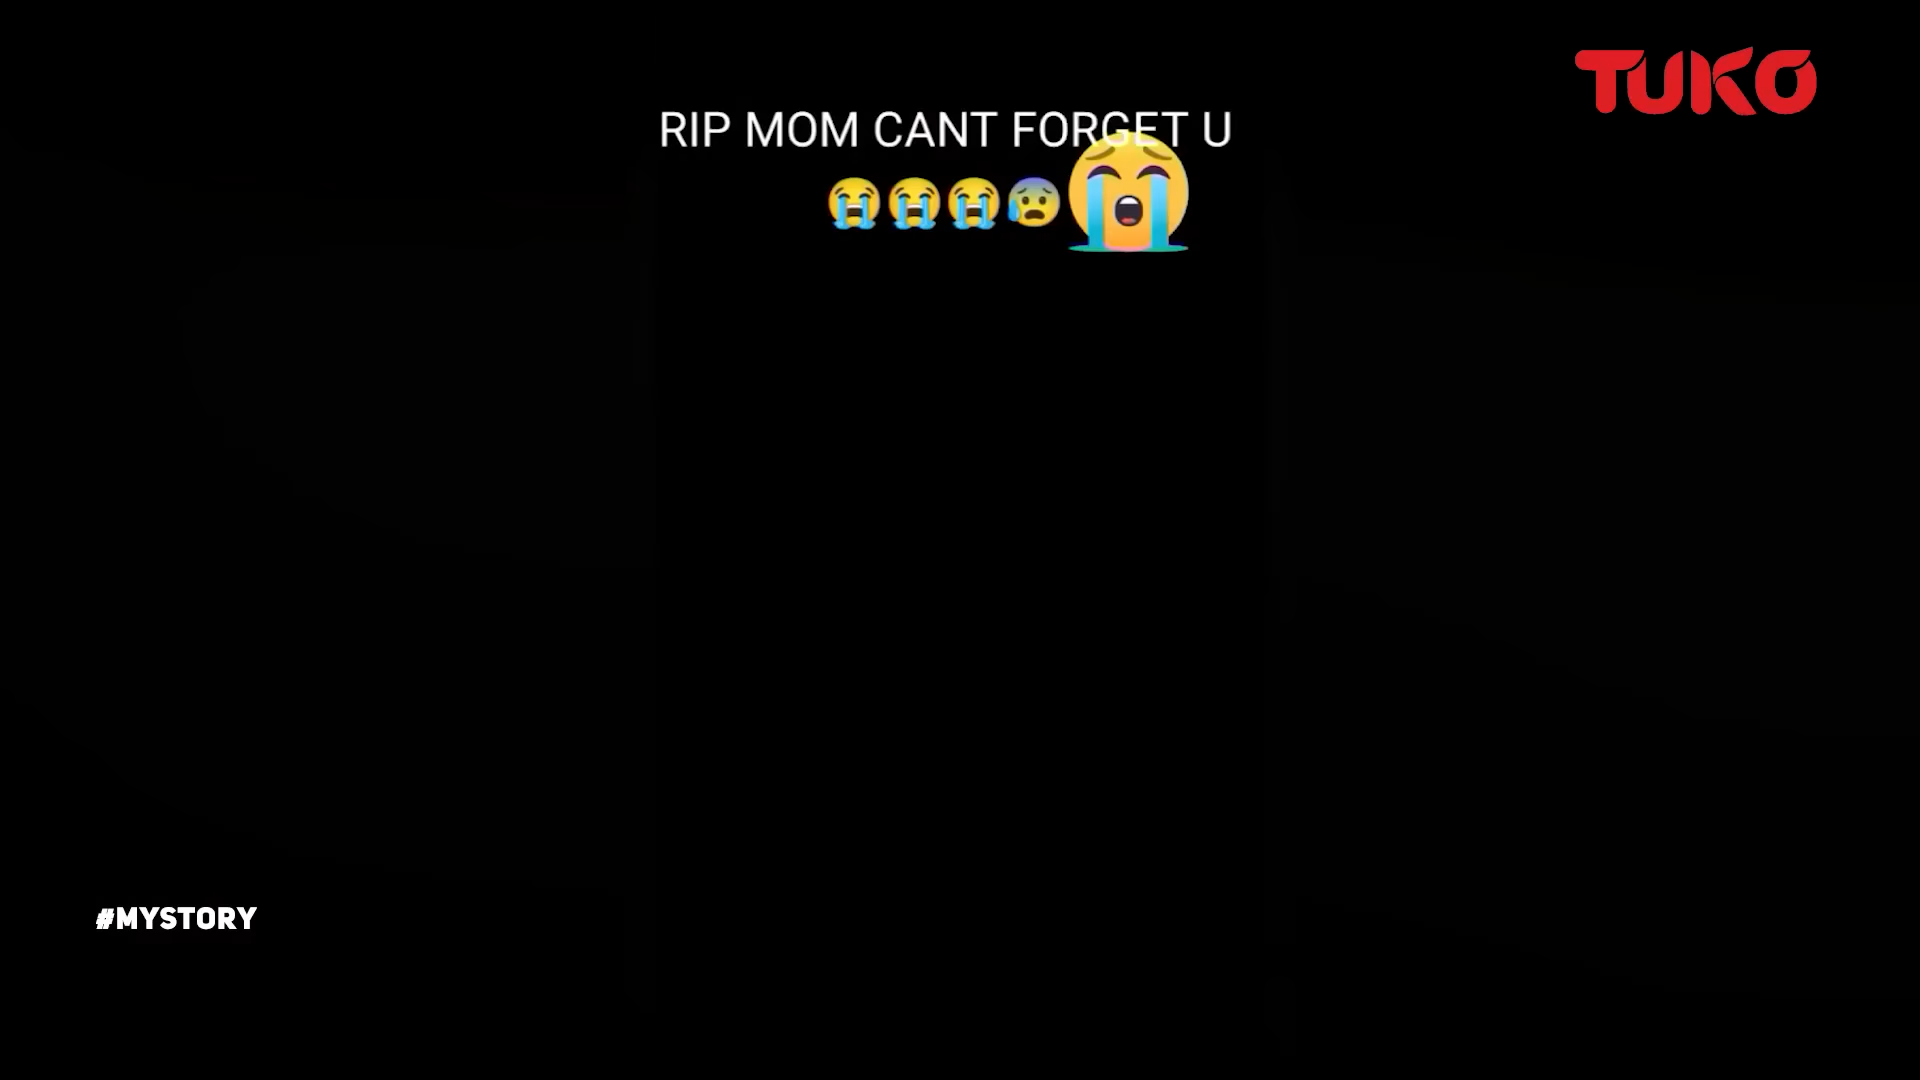 TUKO
RIP MOM CANT FORGET U
😭😭😭😰😭
#MYSTORY